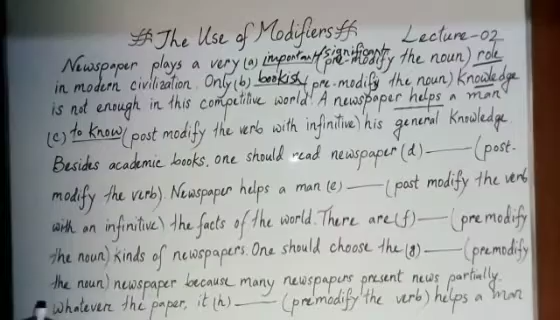 The Use of Modifiers Lecture-02
Newspaper plays a very (a) important/significant (pre-modify the noun) role
in modern civilization. Only (b) bookish (pre-modify the noun) knowledge
is not enough in this competitive world. A newspaper helps a man
(c) to know (post modify the verb with infinitive) his general knowledge.
Besides academic books, one should read newspaper (d) ——— (post-
modify the verb). Newspaper helps a man (e) ——— (post modify the verb
with an infinitive) the facts of the world. There are (f) ——— (premodify
the noun) kinds of newspapers. One should choose the (g) ——— (premodify
the noun) newspaper because many newspapers present news partially.
Whatever the paper, it (h) ——— (premodify the verb) helps a man